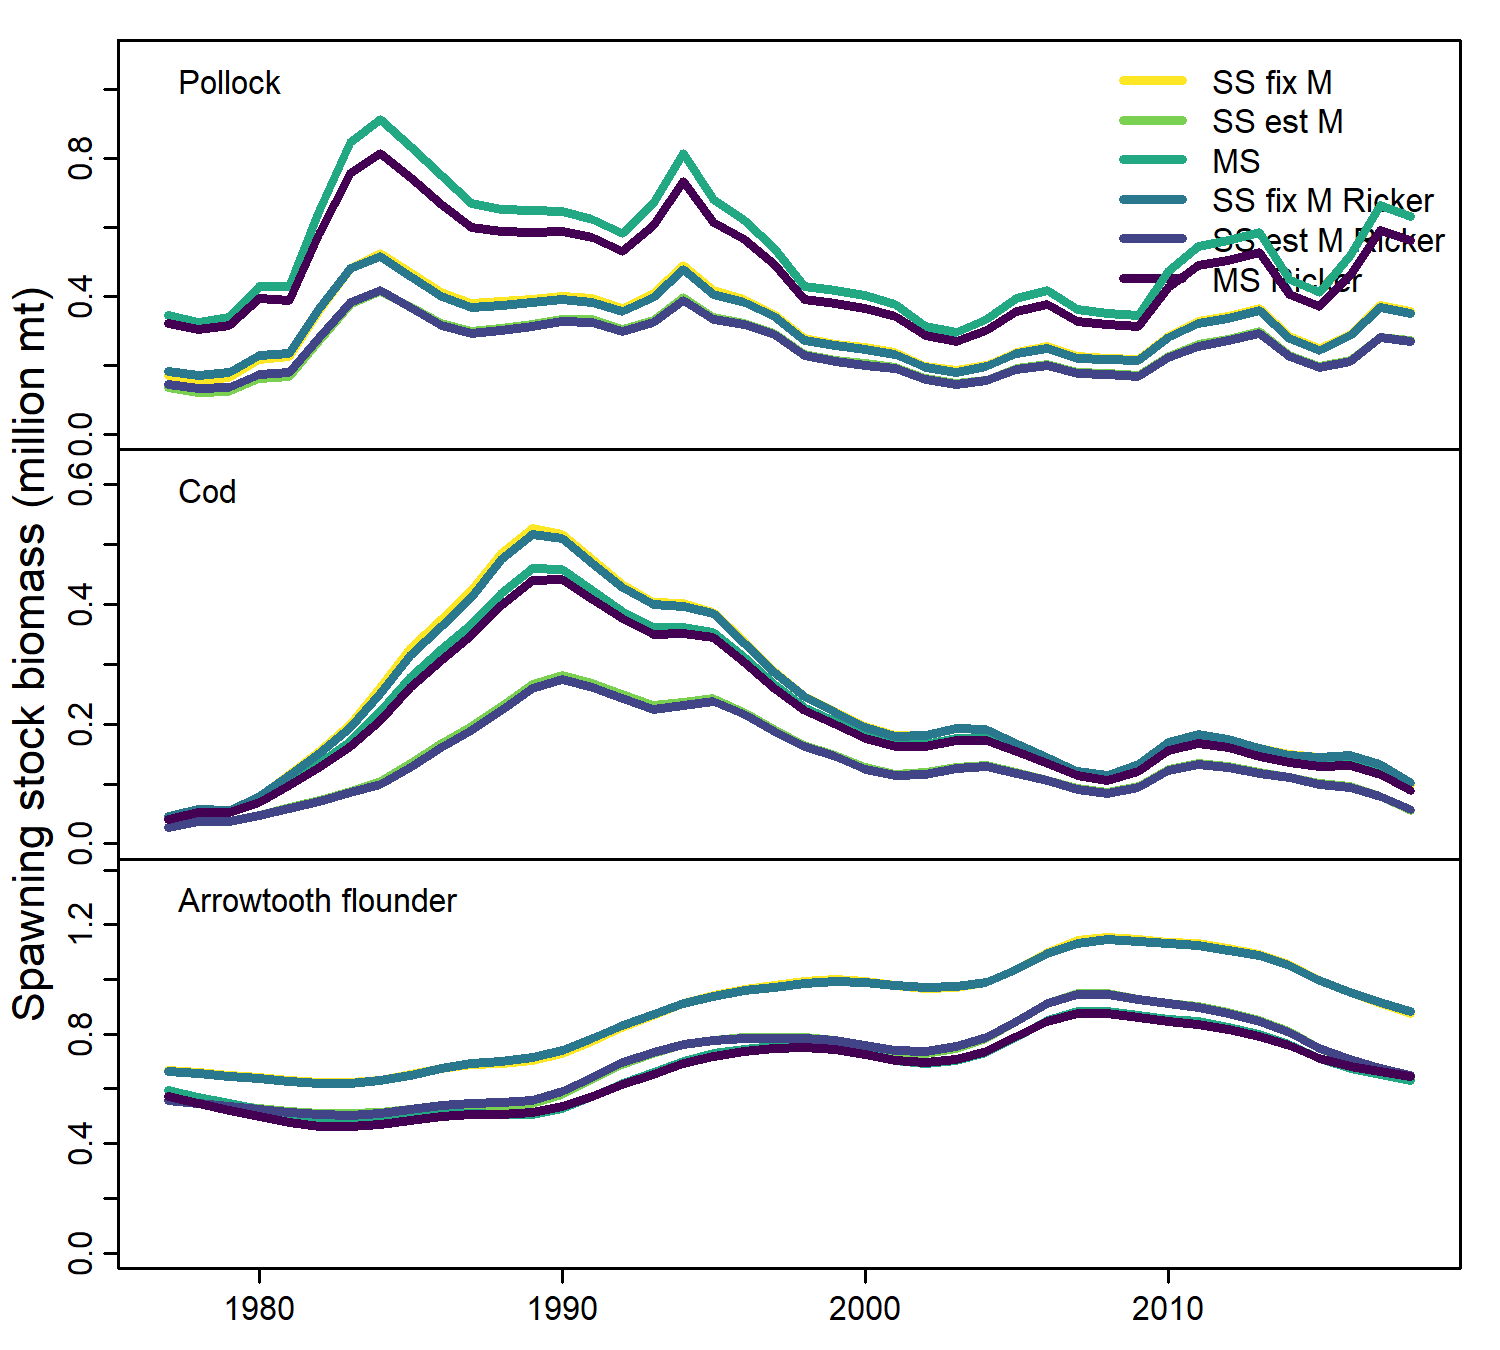 Spawning stock biomass (million mt)
Pollock
SS fix M
SS est M
MS
SS fix M Ricker
SS est M Ricker
MS Ricker
0.8
0.4
0.0
Cod
0.6
0.4
0.2
0.0
Arrowtooth flounder
1.2
0.8
0.4
0.0
1980 1990 2000 2010